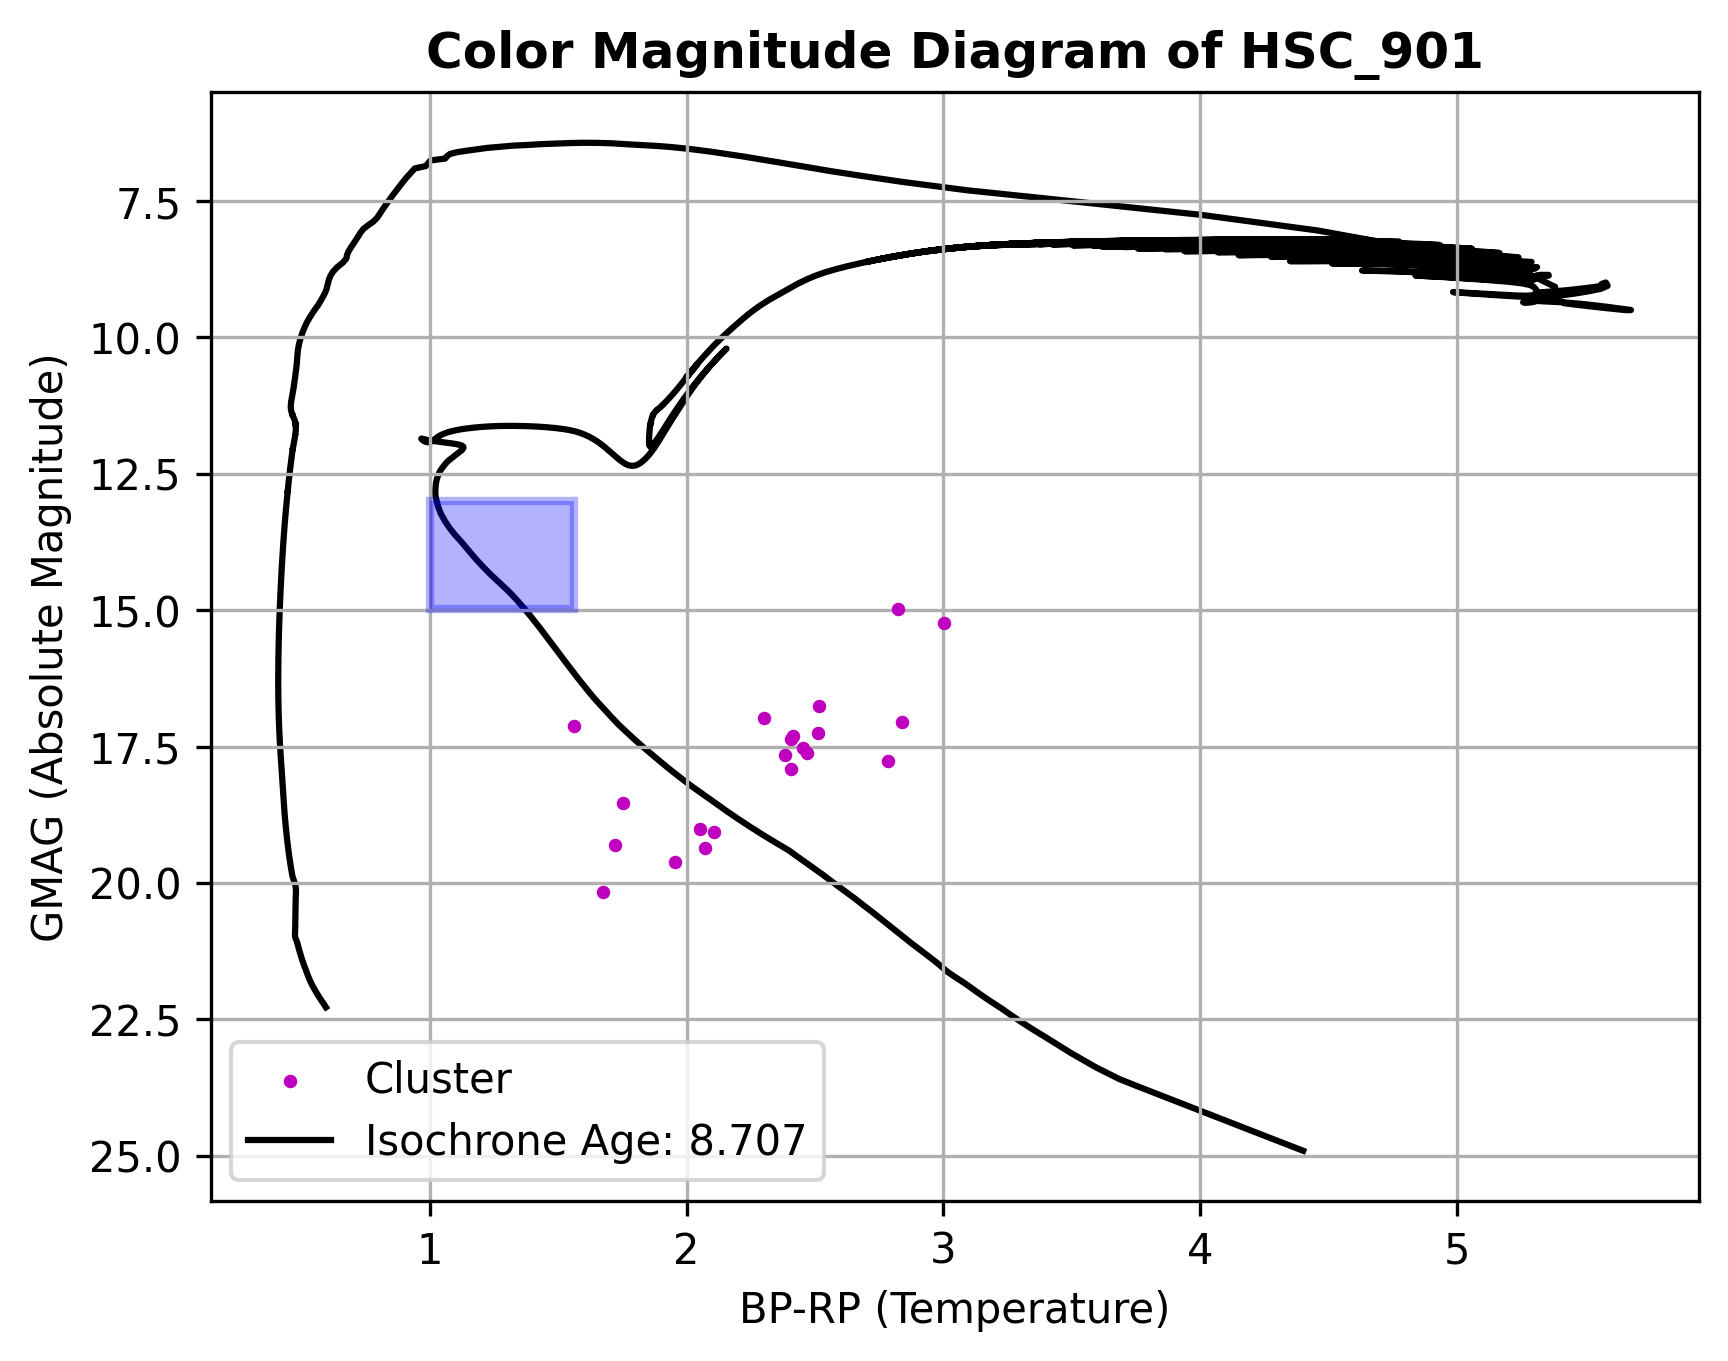 Color Magnitude Diagram of HSC_901
GMAG (Absolute Magnitude)
7.5
10.0
12.5
15.0
17.5
20.0
22.5
25.0
Cluster
Isochrone Age: 8.707
1 2 3 4 5
BP-RP (Temperature)